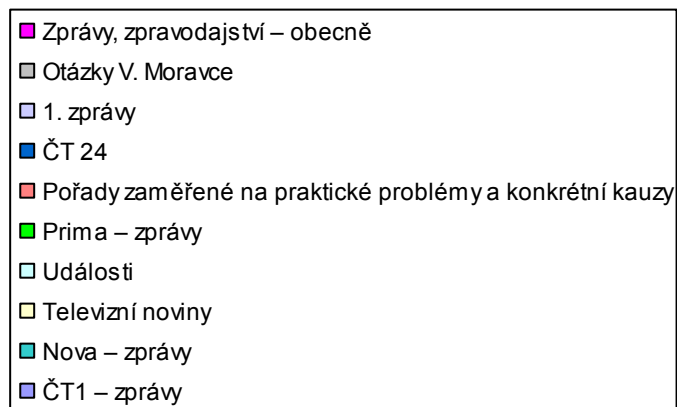 Zprávy, zpravodajství – obecně
Otázky V. Moravce
1. zprávy
ČT 24
Pořady zaměřené na praktické problémy a konkrétní kauzy
Prima – zprávy
Události
Televizní noviny
Nova – zprávy
ČT1 – zprávy